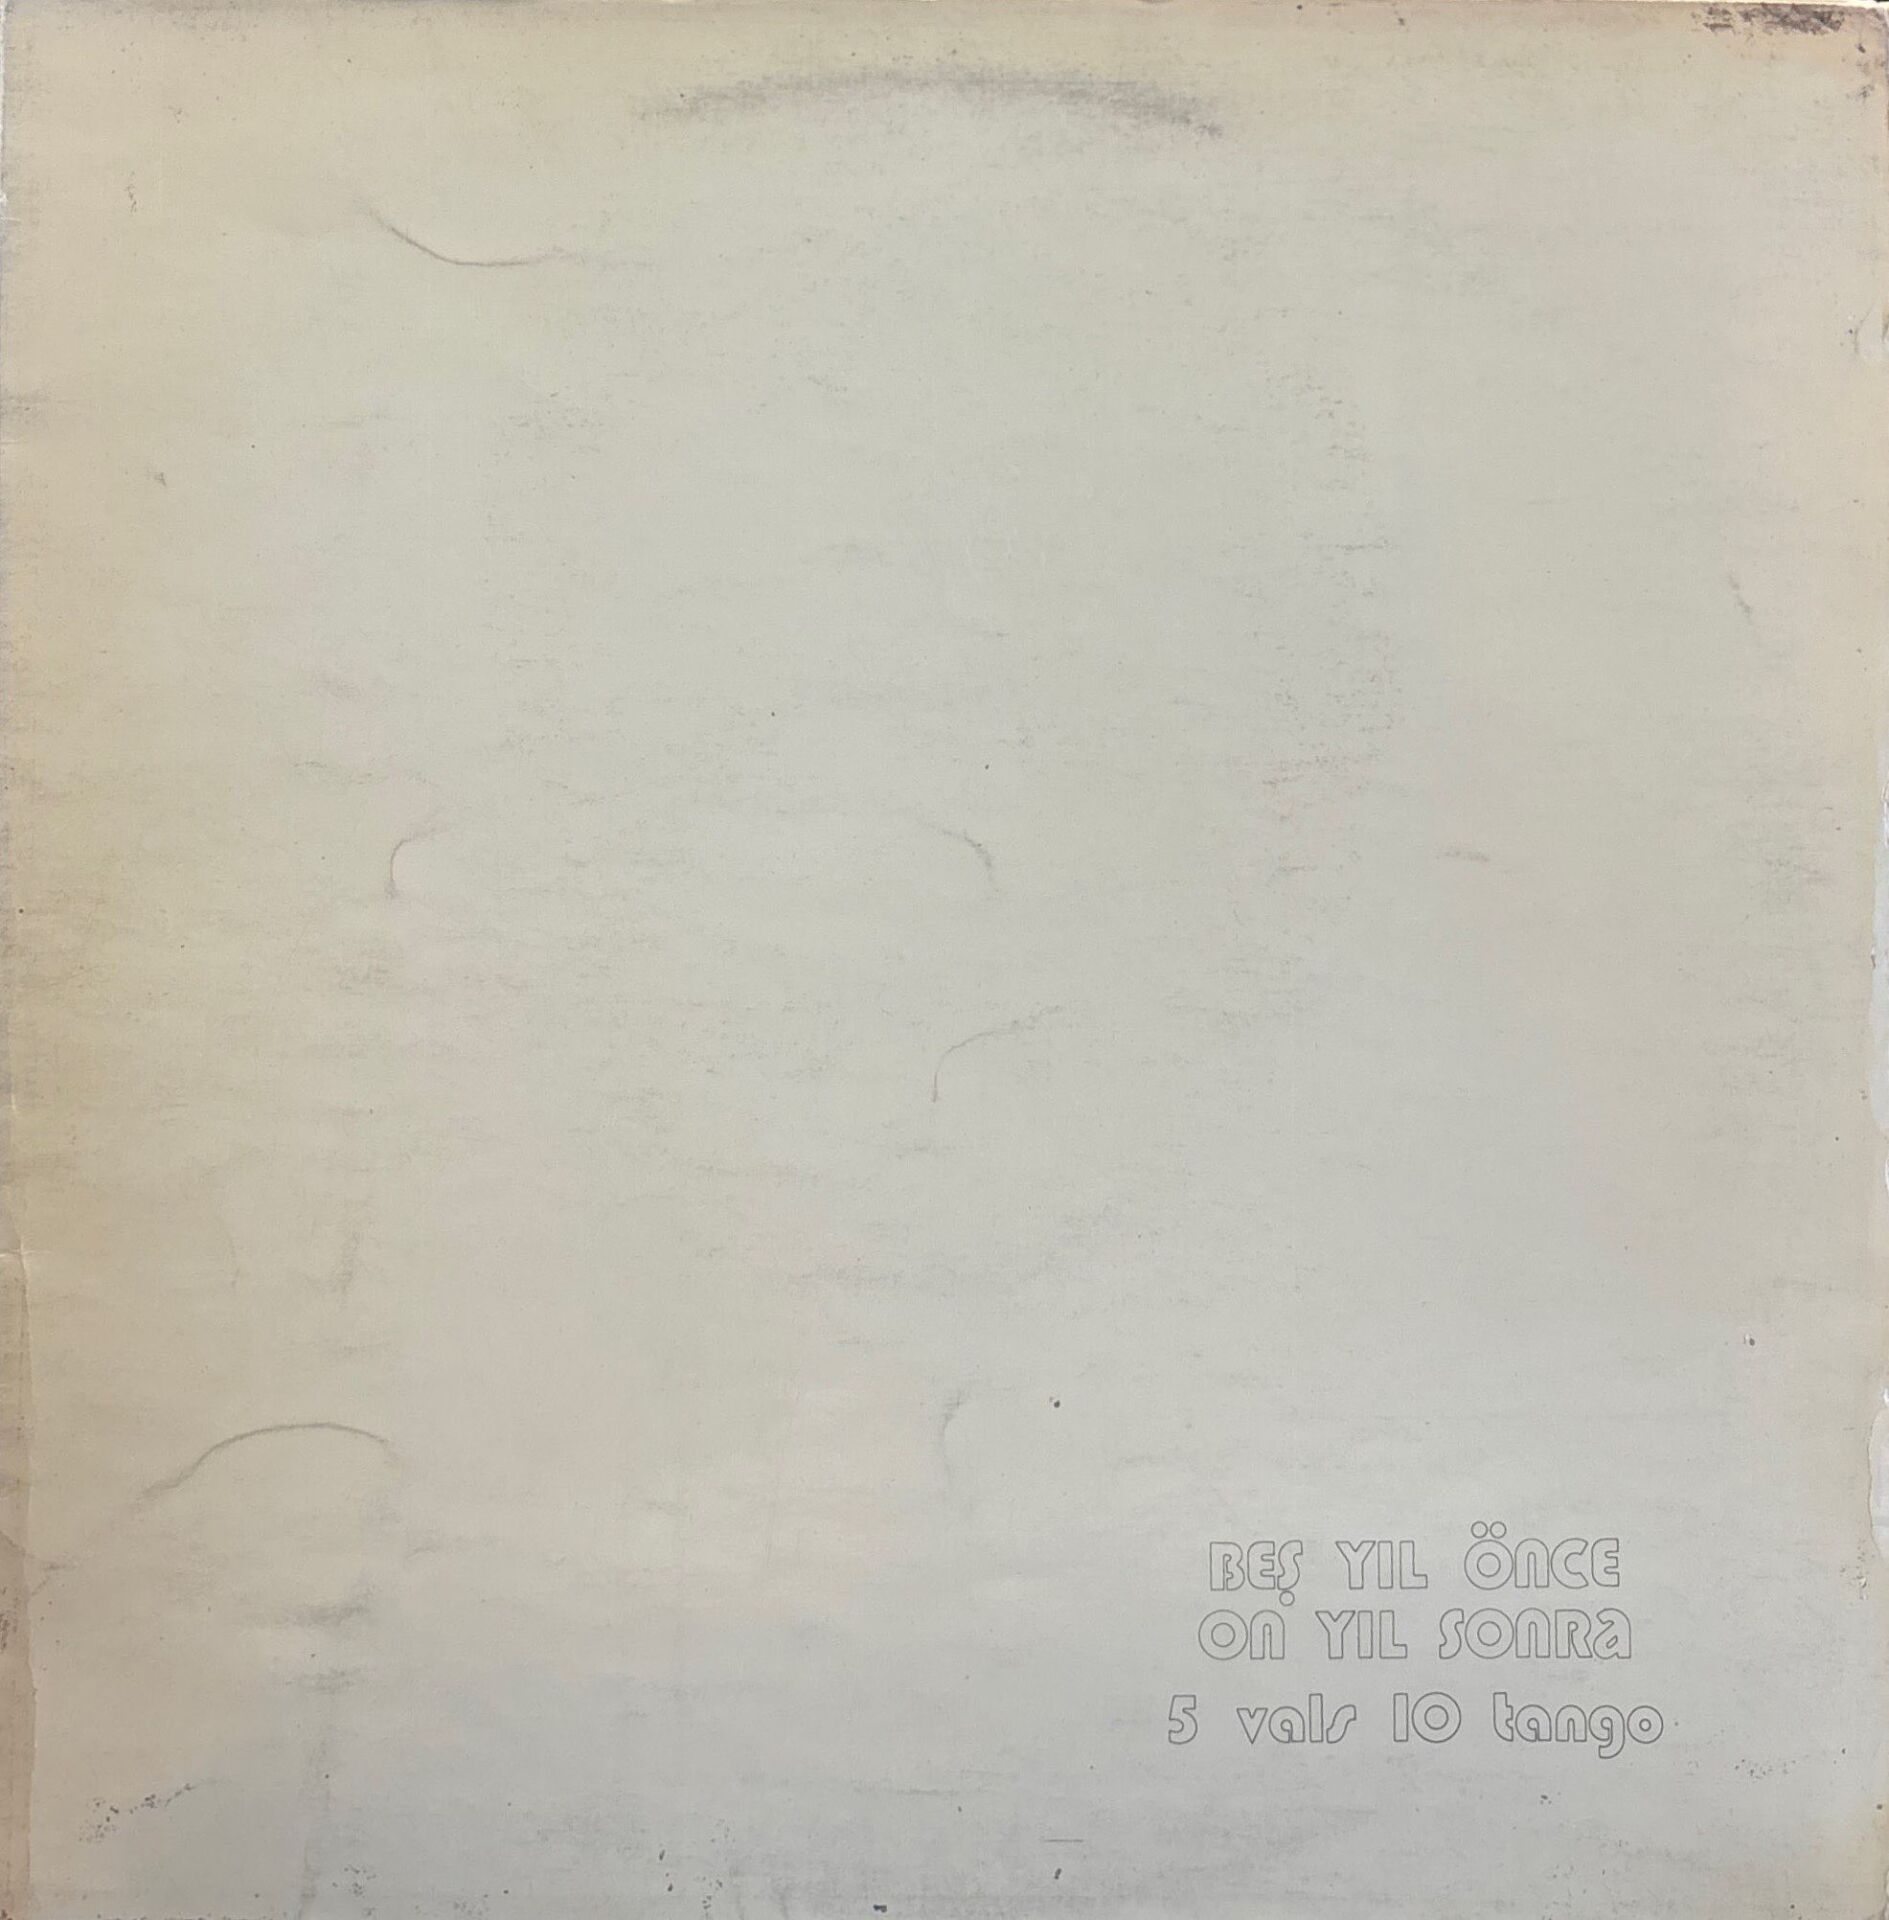 BEŞ YIL ÖNCE
ON YIL SONRA
5 vals 10 tango